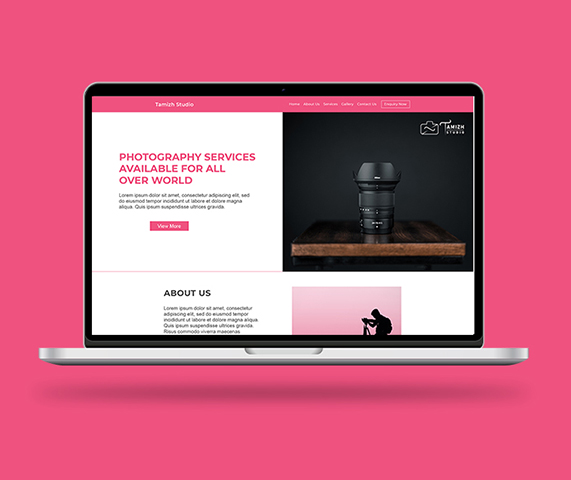 Tamizh Studio
Home About Us Services Gallery Contact Us Enquiry Now
TAMIZH
STUDIO
PHOTOGRAPHY SERVICES
AVAILABLE FOR ALL
OVER WORLD
Lorem ipsum dolor sit amet, consectetur adipiscing elit, sed
do eiusmod tempor incididunt ut labore et dolore magna
aliqua. Quis ipsum suspendisse ultrices gravida.
View More
ABOUT US
Lorem ipsum dolor sit amet,
consectetur adipiscing elit, sed do
eiusmod tempor incididunt ut
labore et dolore magna aliqua.
Quis ipsum suspendisse ultrices
gravida.
Risus commodo viverra maecenas